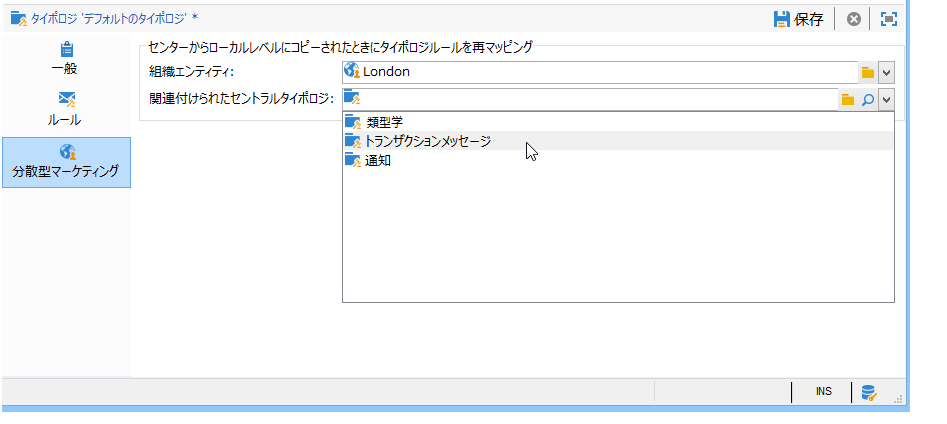 タイポロジ 'デフォルトのタイポロジ' *
保存
一般
ルール
分散型マーケティング
センターからローカルレベルにコピーされたときにタイポロジルールを再マッピング
組織エンティティ:
London
関連付けられたセントラルタイポロジ:
類型学
トランザクションメッセージ
通知
INS